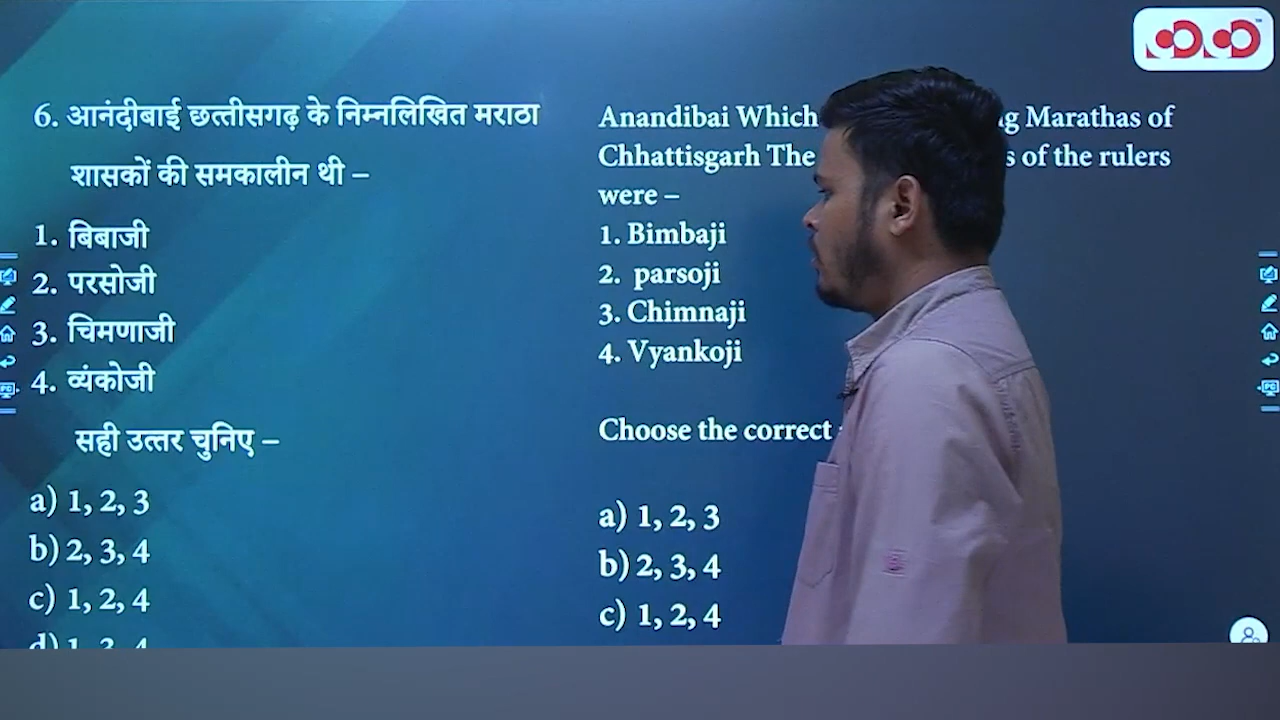 6. आनंदीबाई छत्तीसगढ़ के निम्नलिखित मराठा
शासकों की समकालीन थी –
1. बिबाजी
2. परसोजी
3. चिमणाजी
4. व्यंकोजी
सही उत्तर चुनिए –
a) 1, 2, 3
b) 2, 3, 4
c) 1, 2, 4
Anandibai Which Marathas of
Chhattisgarh The of the rulers
were –
1. Bimbaji
2. parsoji
3. Chimnaji
4. Vyankoji
Choose the correct
a) 1, 2, 3
b) 2, 3, 4
c) 1, 2, 4